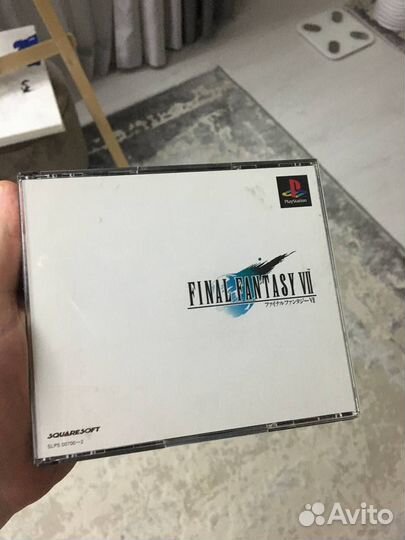 PlayStation
FINAL FANTASY VII
ファイナルファンタジーVII
SQUARESOFT
SLPS 00700~2
Avito